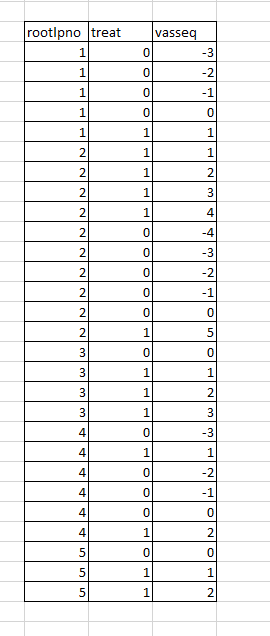 rootlpno treat vasseq
1 0 -3
1 0 -2
1 0 -1
1 0 0
1 1 1
2 1 1
2 1 2
2 1 3
2 1 4
2 0 -4
2 0 -3
2 0 -2
2 0 -1
2 0 0
2 1 5
3 0 0
3 1 1
3 1 2
3 1 3
4 0 -3
4 1 1
4 0 -2
4 0 -1
4 0 0
4 1 2
5 0 0
5 1 1
5 1 2